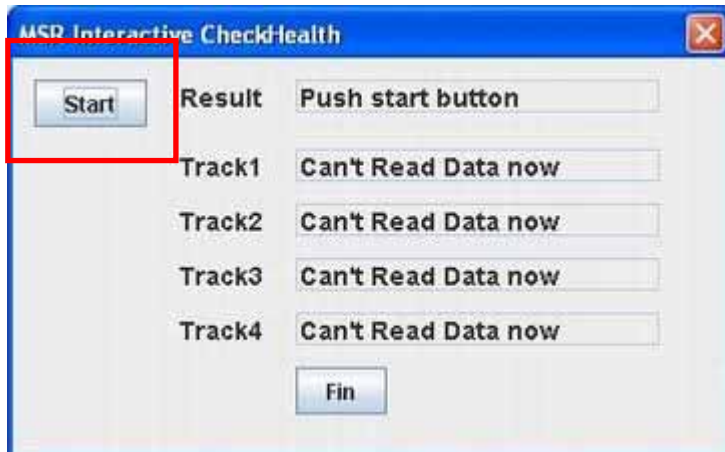 MSR Interactive CheckHealth
Start Result Push start button
Track1 Can't Read Data now
Track2 Can't Read Data now
Track3 Can't Read Data now
Track4 Can't Read Data now
Fin